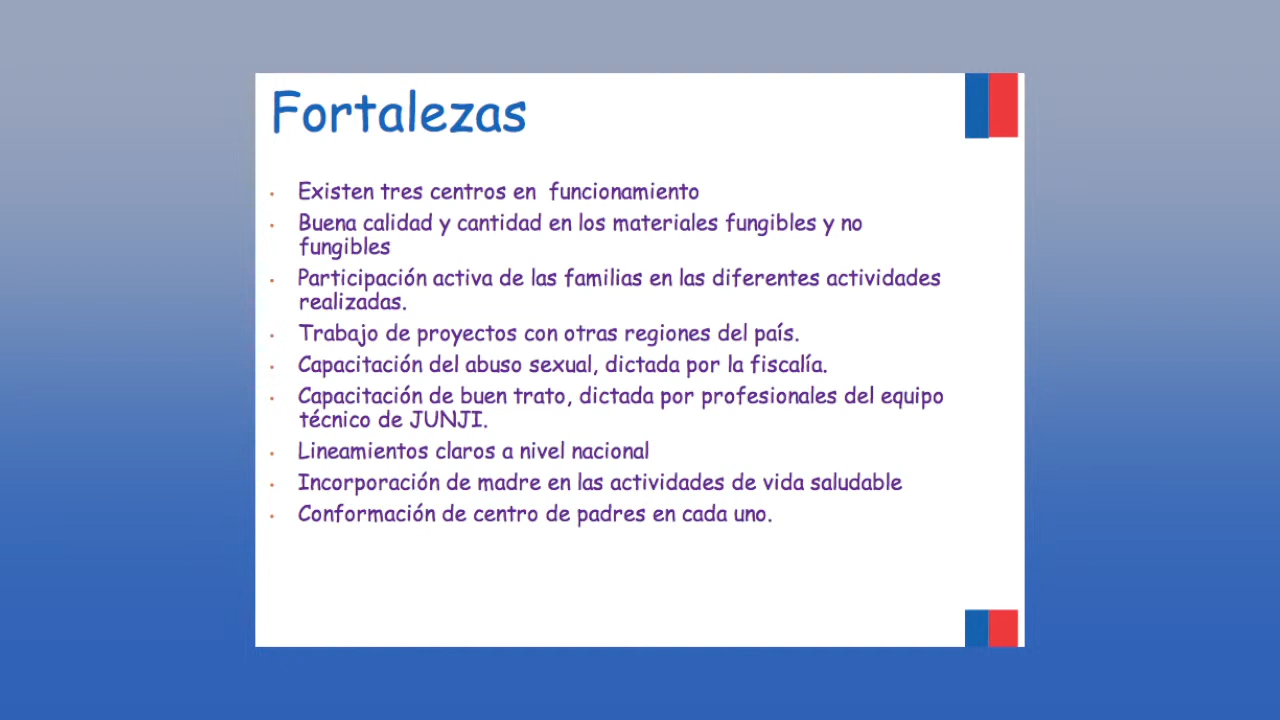 Fortalezas
• Existen tres centros en  funcionamiento
• Buena calidad y cantidad en los materiales fungibles y no
fungibles
• Participación activa de las familias en las diferentes actividades
realizadas.
• Trabajo de proyectos con otras regiones del país.
• Capacitación del abuso sexual, dictada por la fiscalía.
• Capacitación de buen trato, dictada por profesionales del equipo
técnico de JUNJI.
• Lineamientos claros a nivel nacional
• Incorporación de madre en las actividades de vida saludable
• Conformación de centro de padres en cada uno.